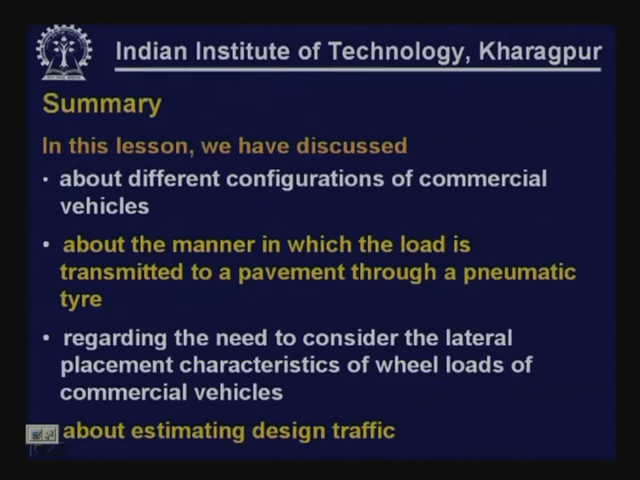 Indian Institute of Technology, Kharagpur
Summary
In this lesson, we have discussed
• about different configurations of commercial
vehicles
• about the manner in which the load is
transmitted to a pavement through a pneumatic
tyre
• regarding the need to consider the lateral
placement characteristics of wheel loads of
commercial vehicles
about estimating design traffic